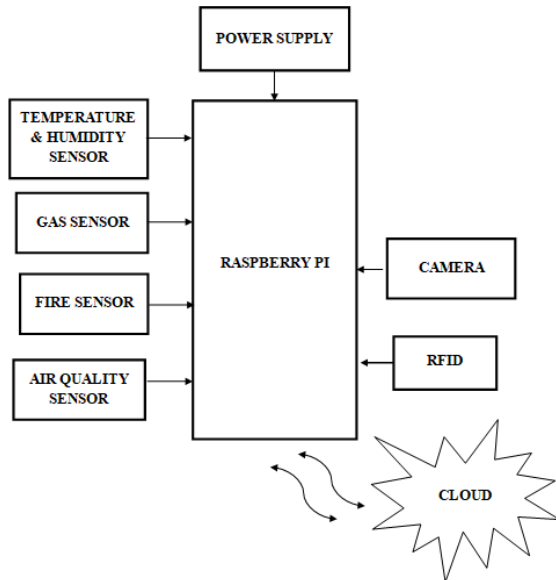 POWER SUPPLY
TEMPERATURE
& HUMIDITY
SENSOR
GAS SENSOR
RASPBERRY PI
CAMERA
FIRE SENSOR
RFID
AIR QUALITY
SENSOR
CLOUD